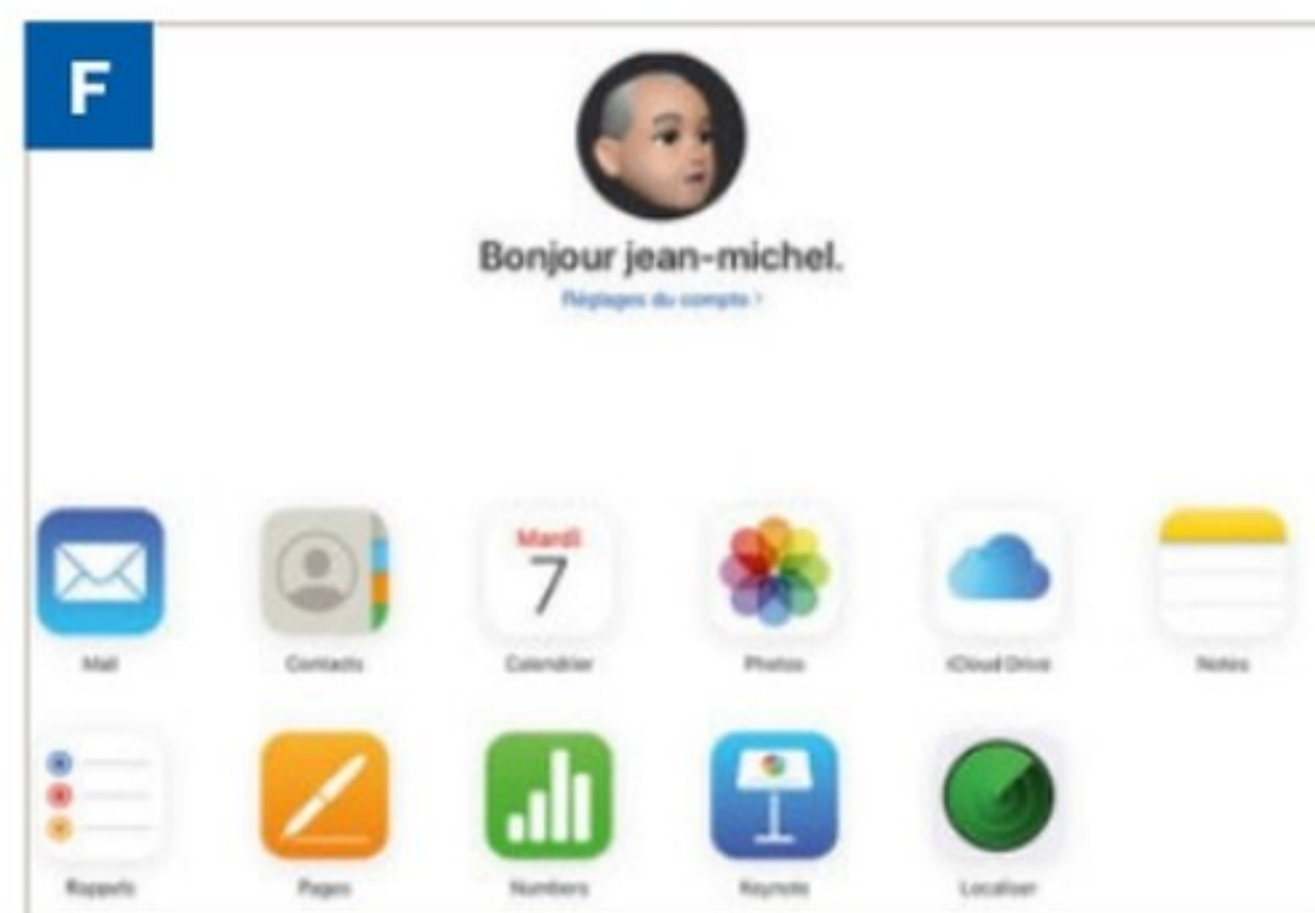 F
Bonjour jean-michel.
Réglages du compte ›
Mardi
7
Mail
Contacts
Calendrier
Photos
iCloud Drive
Notes
Rappels
Pages
Numbers
Keynote
Localiser